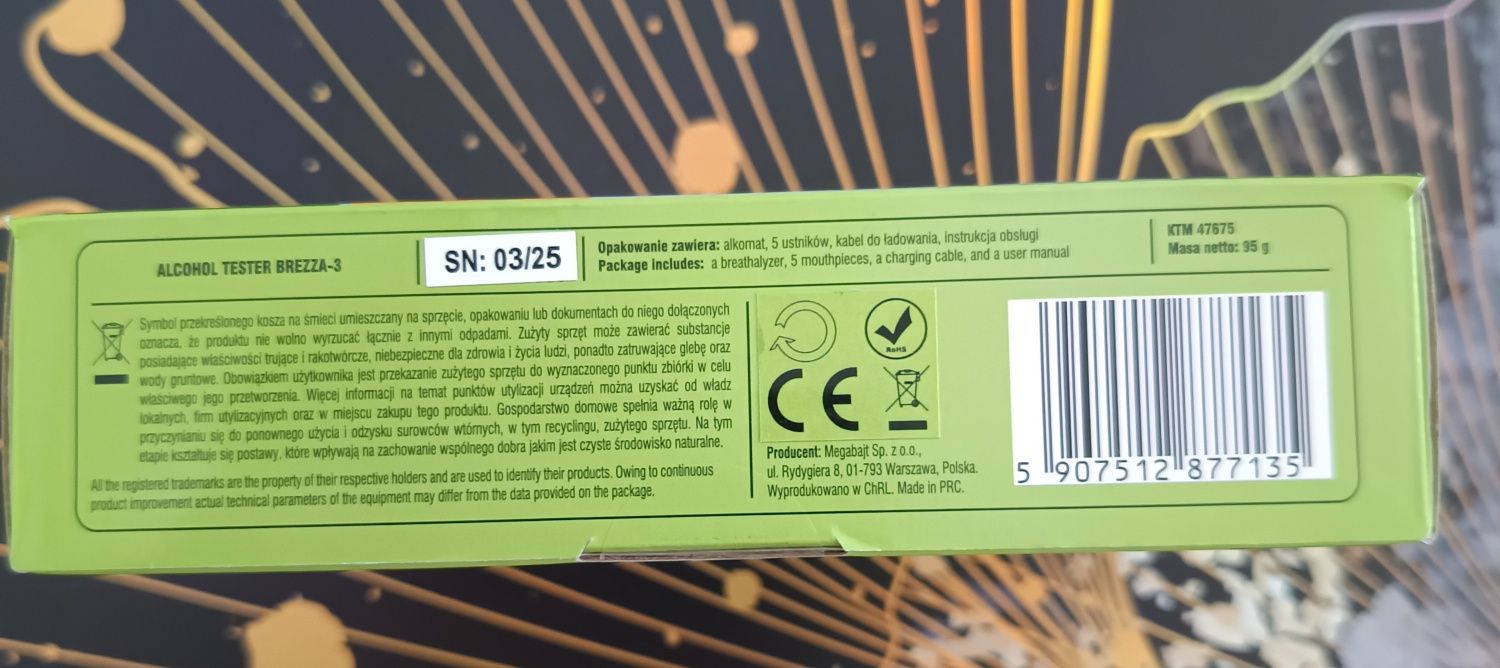 ALCOHOL TESTER BREZZA-3
SN: 03/25
Opakowanie zawiera: alkomat, 5 ustników, kabel do ładowania, instrukcja obsługi
Package includes: a breathalyzer, 5 mouthpieces, a charging cable, and a user manual
KTM 47675
Masa netto: 95 g
Symbol przekreślonego kosza na śmieci umieszczany na sprzęcie, opakowaniu lub dokumentach do niego dołączonych
oznacza, że produktu nie wolno wyrzucać łącznie z innymi odpadami. Zużyty sprzęt może zawierać substancje
posiadające właściwości trujące i rakotwórcze, niebezpieczne dla zdrowia i życia ludzi, ponadto zatruwające glebę oraz
wody gruntowe. Obowiązkiem użytkownika jest przekazanie zużytego sprzętu do wyznaczonego punktu zbiórki w celu
właściwego jego przetworzenia. Więcej informacji na temat punktów utylizacji urządzeń można uzyskać od władz
lokalnych, firm utylizacyjnych oraz w miejscu zakupu tego produktu. Gospodarstwo domowe spełnia ważną rolę w
przyczynianiu się do ponownego użycia i odzysku surowców wtórnych, w tym recyclingu, zużytego sprzętu. Na tym
etapie kształtuje się postawy, które wpływają na zachowanie wspólnego dobra jakim jest czyste środowisko naturalne.
All the registered trademarks are the property of their respective holders and are used to identify their products. Owing to continuous
product improvement actual technical parameters of the equipment may differ from the data provided on the package.
RoHS
CE
Producent: Megabajt Sp. z o.o.,
ul. Rydygiera 8, 01-793 Warszawa, Polska.
Wyprodukowano w ChRL. Made in PRC.
5 907512 877135